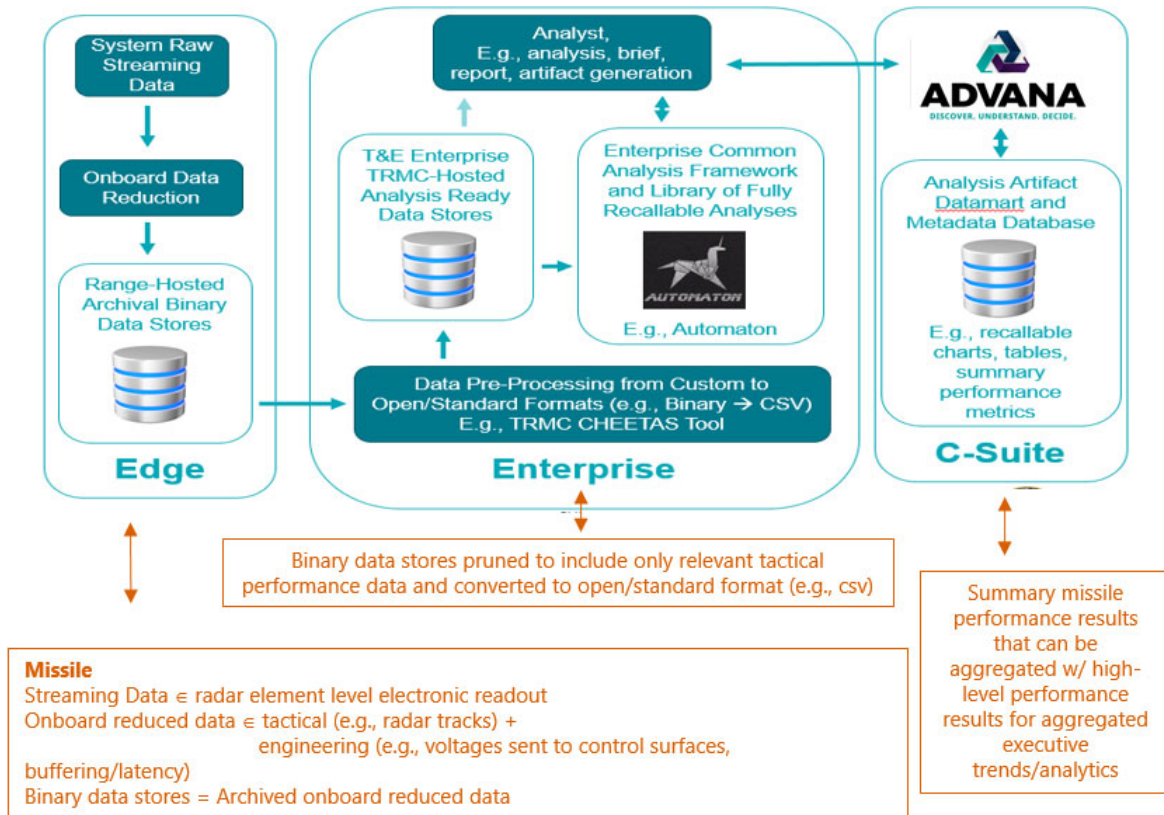 System Raw
Streaming
Data
Onboard Data
Reduction
Range-Hosted
Archival Binary
Data Stores
Edge
Analyst,
E.g., analysis, brief,
report, artifact generation
T&E Enterprise
TRMC-Hosted
Analysis Ready
Data Stores
Enterprise Common
Analysis Framework
and Library of Fully
Recallable Analyses
AUTOMATON
E.g., Automaton
Data Pre-Processing from Custom to
Open/Standard Formats (e.g., Binary → CSV)
E.g., TRMC CHEETAS Tool
Enterprise
ADVANA
DISCOVER. UNDERSTAND. DECIDE.
Analysis Artifact
Datamart and
Metadata Database
E.g., recallable
charts, tables,
summary
performance
metrics
C-Suite
Binary data stores pruned to include only relevant tactical
performance data and converted to open/standard format (e.g., csv)
Missile
Streaming Data ∈ radar element level electronic readout
Onboard reduced data ∈ tactical (e.g., radar tracks) +
engineering (e.g., voltages sent to control surfaces,
buffering/latency)
Binary data stores = Archived onboard reduced data
Summary missile
performance results
that can be
aggregated w/ high-
level performance
results for aggregated
executive
trends/analytics